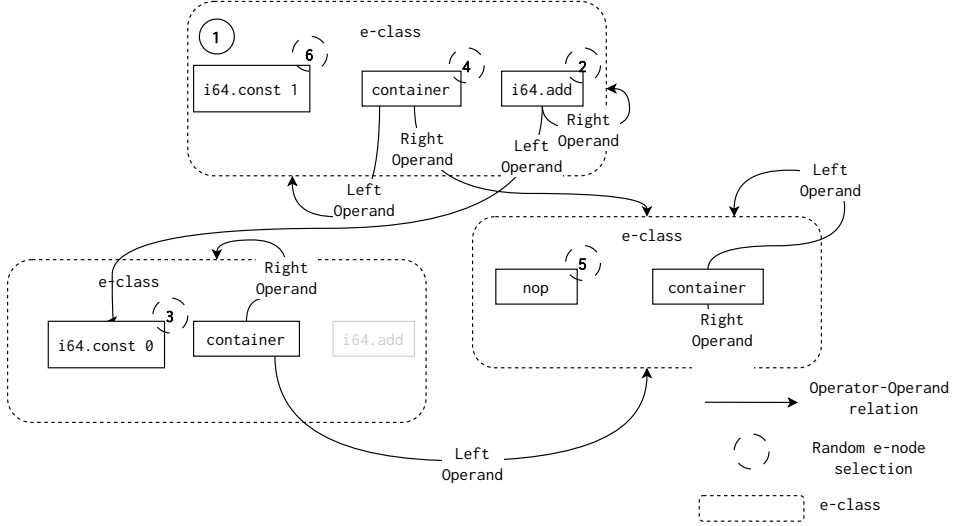 1
e-class
6
4
2
i64.const 1
container
i64.add
Right
Operand
Right
Operand
Left
Operand
Left
Operand
Left
Operand
e-class
5
nop
container
Right
Operand
Right
Operand
e-class
3
i64.const 0
container
i64.add
Left
Operand
Operator-Operand
relation
Random e-node
selection
e-class